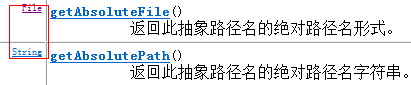 File getAbsoluteFile()
返回此抽象路径名的绝对路径名形式。
String getAbsolutePath()
返回此抽象路径名的绝对路径名字符串。